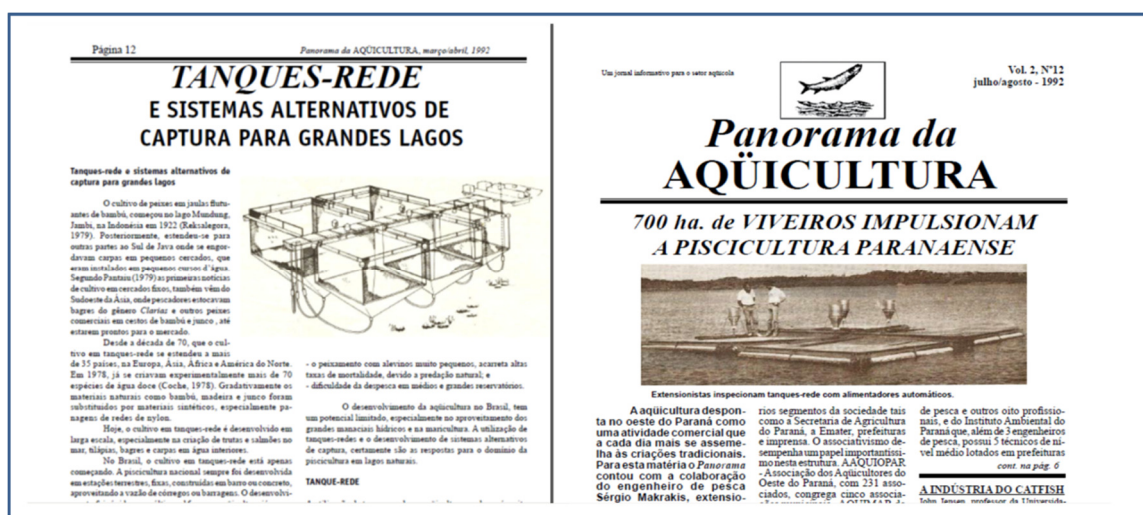 Página 12
Panorama da AQÜICULTURA, março/abril, 1992
TANQUES-REDE
E SISTEMAS ALTERNATIVOS DE
CAPTURA PARA GRANDES LAGOS
Tanques-rede e sistemas alternativos de
captura para grandes lagos
O cultivo de peixes em jaulas flutu-
antes de bambú, começou no lago Mundung,
Jambi, na Indonésia em 1922 (Reksalegora,
1979). Posteriormente, estendeu-se para
outras partes ao Sul de Java onde se engor-
davam carpas em pequenos cercados, que
eram instalados em pequenos cursos d'água.
Segundo Pantaiu (1979) as primeiras notícias
de cultivo em cercados fixos, também vêm do
Sudoeste da Àsia, onde pescadores estocavam
bagres do gênero Clarias e outros peixes
comerciais em cestos de bambú e junco , até
estarem prontos para o mercado.
Desde a década de 70, que o cul-
tivo em tanques-rede se estendeu a mais
de 35 países, na Europa, Àsia, Àfrica e América do Norte.
Em 1978, já se criavam experimentalmente mais de 70
espécies de água doce (Coche, 1978). Gradativamente os
materiais naturais como bambú, madeira e junco foram
substituidos por materiais sintéticos, especialmente pa-
nagens de redes de nylon.
Hoje, o cultivo em tanques-rede é desenvolvido em
larga escala, especialmente na criação de trutas e salmões no
mar, tilápias, bagres e carpas em água interiores.
No Brasil, o cultivo em tanques-rede está apenas
começando. A piscicultura nacional sempre foi desenvolvida
em estações terrestres, fixas, construídas em barro ou concreto,
aproveitando a vazão de córregos ou barragens. O desenvolvi-
- o peixamento com alevinos muito pequenos, acarreta altas
taxas de mortalidade, devido a predação natural; e
- dificuldade da despesca em médios e grandes reservatórios.
O desenvolvimento da aqüicultura no Brasil, tem
um potencial limitado, especialmente no aproveitamento dos
grandes manaciais hídricos e na maricultura. A utilização de
tanques-redes e o desenvolvimento de sistemas alternativos
de captura, certamente são as respostas para o domínio da
piscicultura em lagos naturais.
TANQUE-REDE
Um jornal informativo para o setor aqüícola
Vol. 2, Nº12
julho/agosto - 1992
Panorama da
AQÜICULTURA
700 ha. de VIVEIROS IMPULSIONAM
A PISCICULTURA PARANAENSE
Extensionistas inspecionam tanques-rede com alimentadores automáticos.
A aqüicultura despon-
ta no oeste do Paraná como
uma atividade comercial que
a cada dia mais se asseme-
lha às criações tradicionais.
Para esta matéria o Panorama
contou com a colaboração
do engenheiro de pesca
Sérgio Makrakis, extensio-
rios segmentos da sociedade tais
como a Secretaria de Agricultura
do Paraná, a Emater, prefeituras
e imprensa. O associativismo de-
sempenha um papel importantíssi-
mo nesta estrutura. A AQUIOPAR
- Associação dos Aqüicultores do
Oeste do Paraná, com 231 asso-
ciados, congrega cinco associa-
de pesca e outros oito profissio-
nais, e do Instituto Ambiental do
Paraná que, além de 3 engenheiros
de pesca, possui 5 técnicos de ní-
vel médio lotados em prefeituras
cont. na pág. 6
A INDÚSTRIA DO CATFISH
John Jensen, professor da Universida-